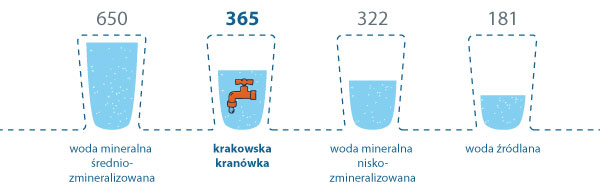 650
365
322
181
woda mineralna
średnio-
zmineralizowana
krakowska
kranówka
woda mineralna
nisko-
zmineralizowana
woda źródlana